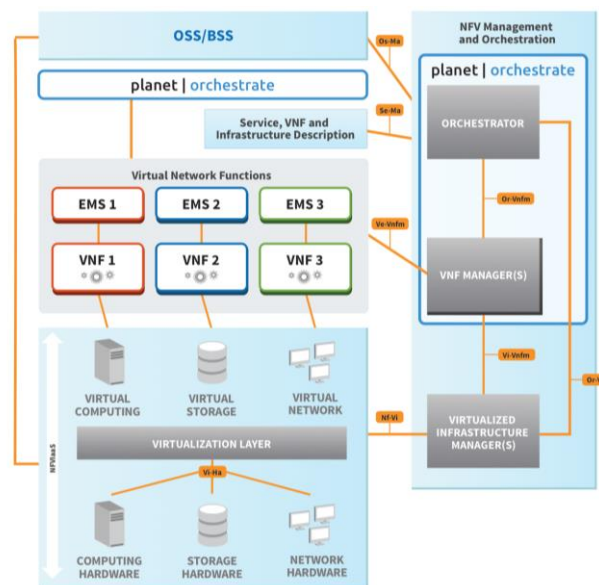 OSS/BSS
planet | orchestrate
Service, VNF and
Infrastructure Description
Virtual Network Functions
EMS 1
EMS 2
EMS 3
VNF 1
VNF 2
VNF 3
NFVIaaS
VIRTUAL
COMPUTING
VIRTUAL
STORAGE
VIRTUAL
NETWORK
VIRTUALIZATION LAYER
Vi-Ha
COMPUTING
HARDWARE
STORAGE
HARDWARE
NETWORK
HARDWARE
Os-Ma
Se-Ma
Ve-Vnfm
Nf-Vi
NFV Management
and Orchestration
planet | orchestrate
ORCHESTRATOR
Or-Vnfm
VNF MANAGER(S)
Vi-Vnfm
VIRTUALIZED
INFRASTRUCTURE
MANAGER(S)